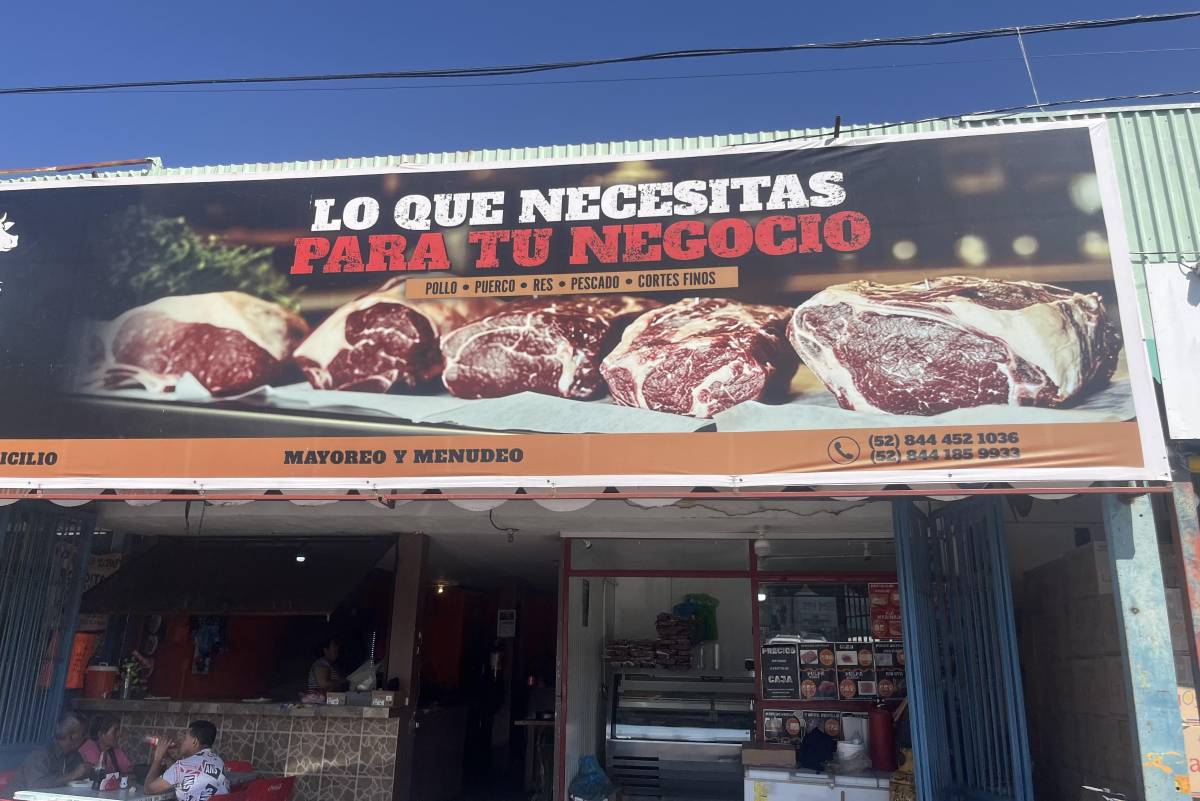 LO QUE NECESITAS
PARA TU NEGOCIO
POLLO • PUERCO • RES • PESCADO • CORTES FINOS
ICILIO
MAYOREO Y MENUDEO
(52) 844 452 1036
(52) 844 185 9933
PRECIOS
CAJA
PULPA